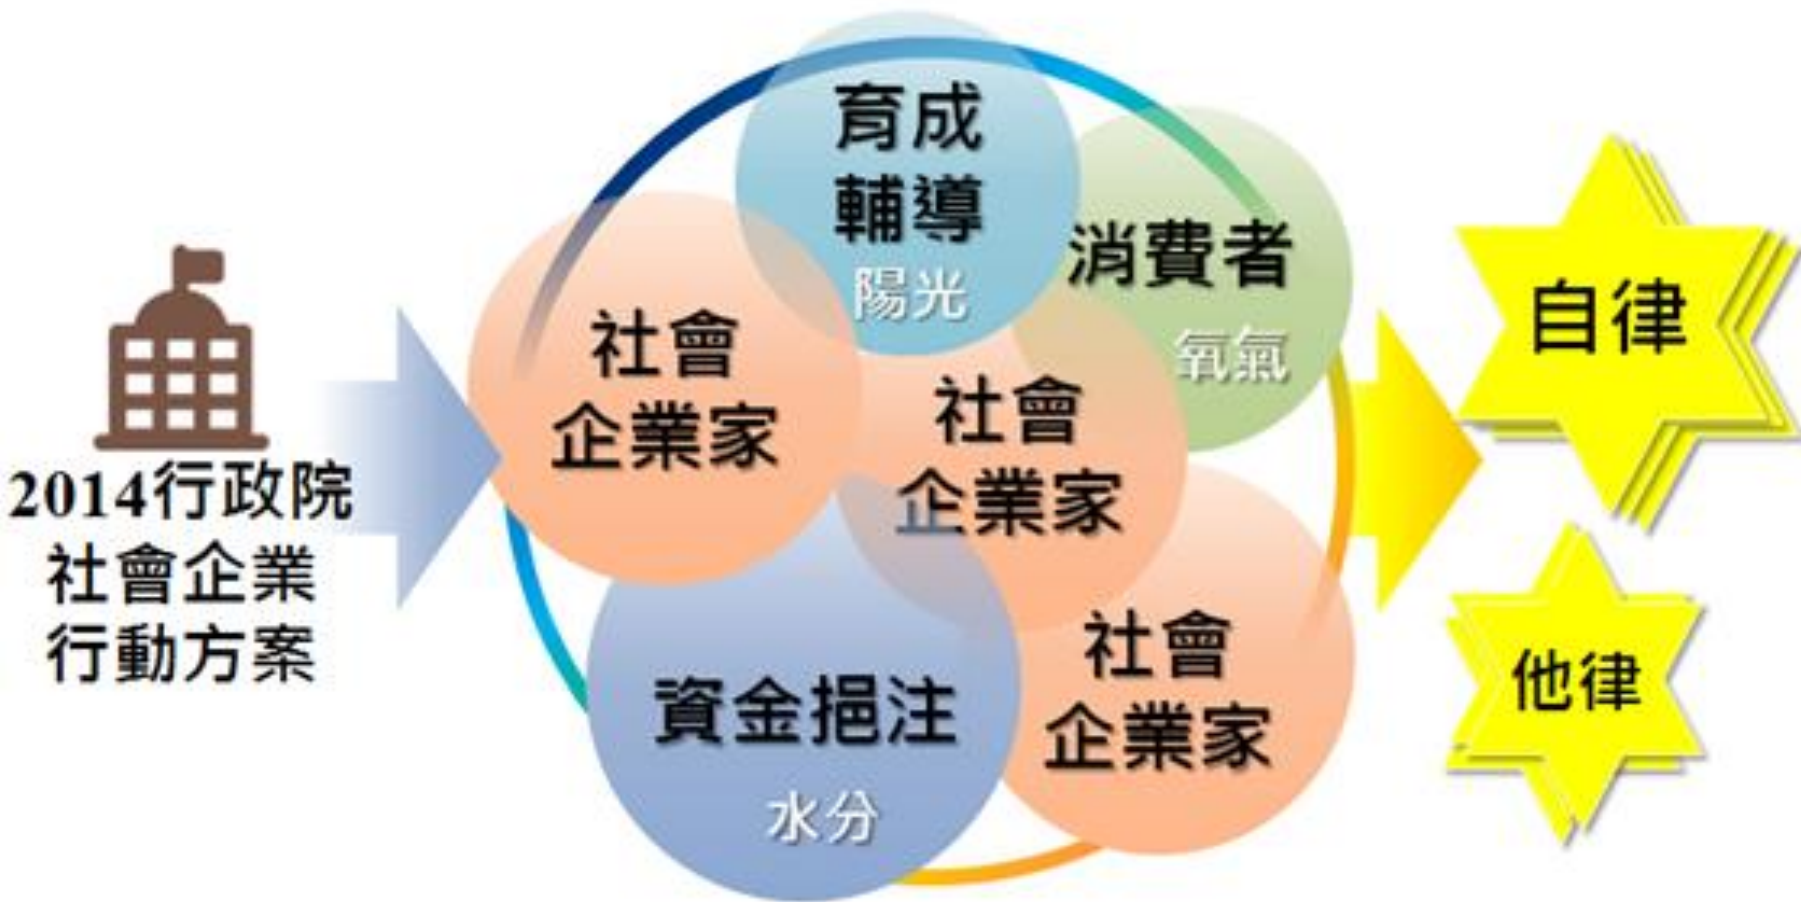 2014行政院
社會企業
行動方案
育成
輔導
陽光
消費者
氧氣
社會
企業家
社會
企業家
社會
企業家
資金挹注
水分
自律
他律